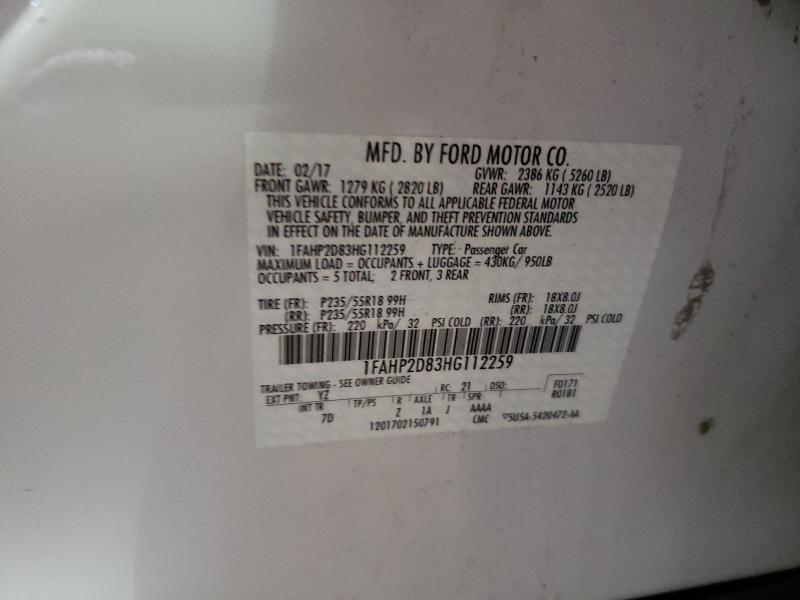 MFD. BY FORD MOTOR CO.
DATE: 02/17 GVWR: 2386 KG ( 5260 LB)
FRONT GAWR: 1279 KG ( 2820 LB) REAR GAWR: 1143 KG ( 2520 LB)
THIS VEHICLE CONFORMS TO ALL APPLICABLE FEDERAL MOTOR
VEHICLE SAFETY, BUMPER, AND THEFT PREVENTION STANDARDS
IN EFFECT ON THE DATE OF MANUFACTURE SHOWN ABOVE.
VIN: 1FAHP2D83HG112259 TYPE: - Passenger Car
MAXIMUM LOAD = OCCUPANTS + LUGGAGE = 430KG/ 950LB
OCCUPANTS = 5 TOTAL; 2 FRONT, 3 REAR
TIRE (FR): P235/55R18 99H RIMS (FR): 18X8.0J
(RR): P235/55R18 99H (RR): 18X8.0J
PRESSURE (FR): 220 kPa/ 32 PSI COLD (RR): 220 kPa/ 32 PSI COLD
1FAHP2D83HG112259
TRAILER TOWING - SEE OWNER GUIDE RC: 21 DSO: F0171
EXT PNT: YZ R0181
INT TR TP/PS R AXLE TR SPR
7D Z 1A J AAAA
1201702150791 CMC 5U5A-5420472-AA